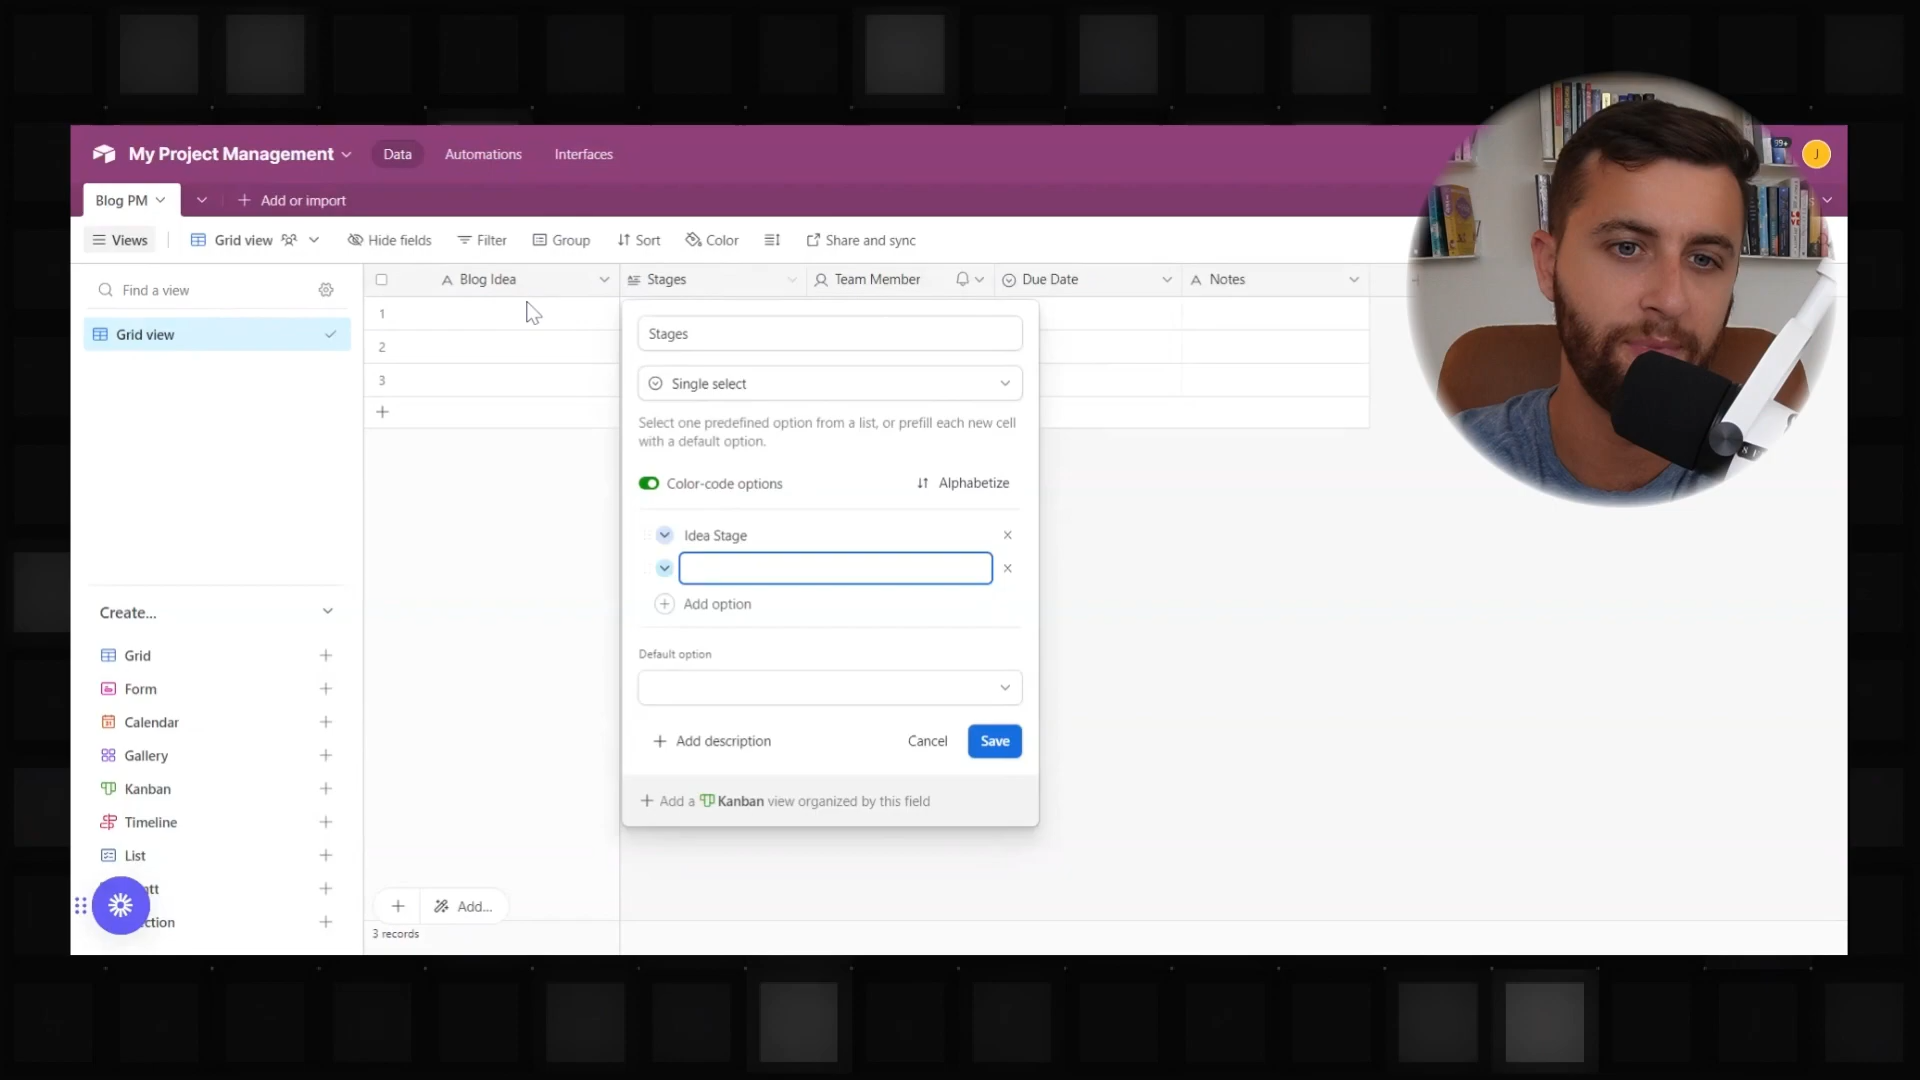 My Project Management
Data
Automations
Interfaces
99+
J
Blog PM
Add or import
Views
Grid view
Hide fields
Filter
Group
Sort
Color
Share and sync
Find a view
Grid view
Blog Idea
Stages
Team Member
Due Date
Notes
1
2
3
Stages
Single select
Select one predefined option from a list, or prefill each new cell
with a default option.
Color-code options
Alphabetize
Idea Stage
Add option
Default option
Add description
Cancel
Save
Add a Kanban view organized by this field
Create...
Grid
Form
Calendar
Gallery
Kanban
Timeline
List
Add...
3 records